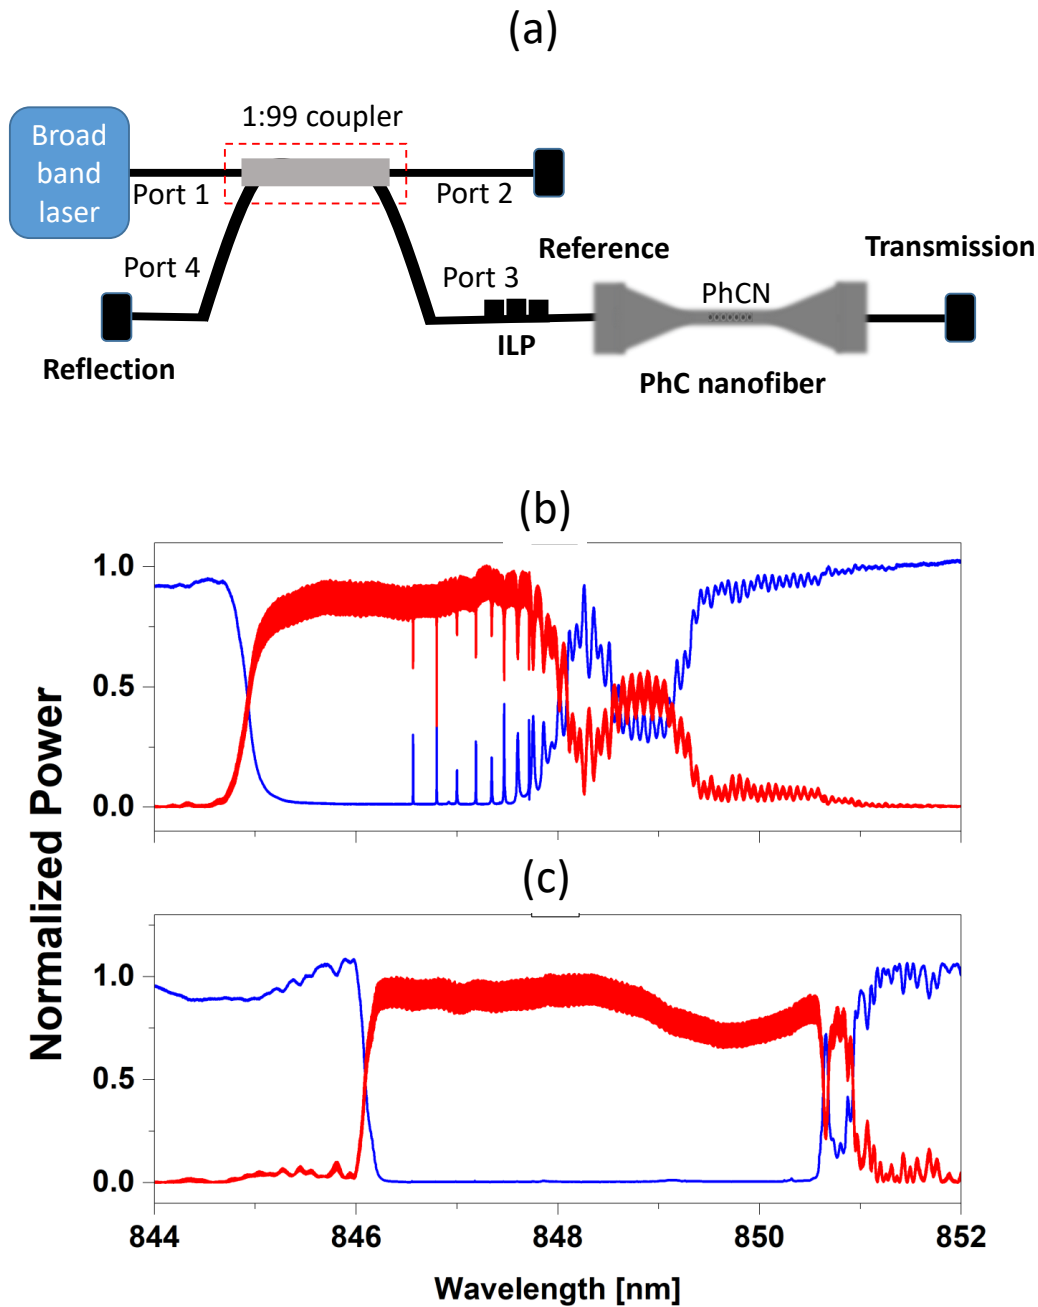 (a)
1:99 coupler
Broad
band
laser
Port 1
Port 2
Port 4
Port 3
Reference
Transmission
PhCN
ILP
Reflection
PhC nanofiber
(b)
1.0
0.5
0.0
(c)
1.0
0.5
0.0
Normalized Power
844 846 848 850 852
Wavelength [nm]